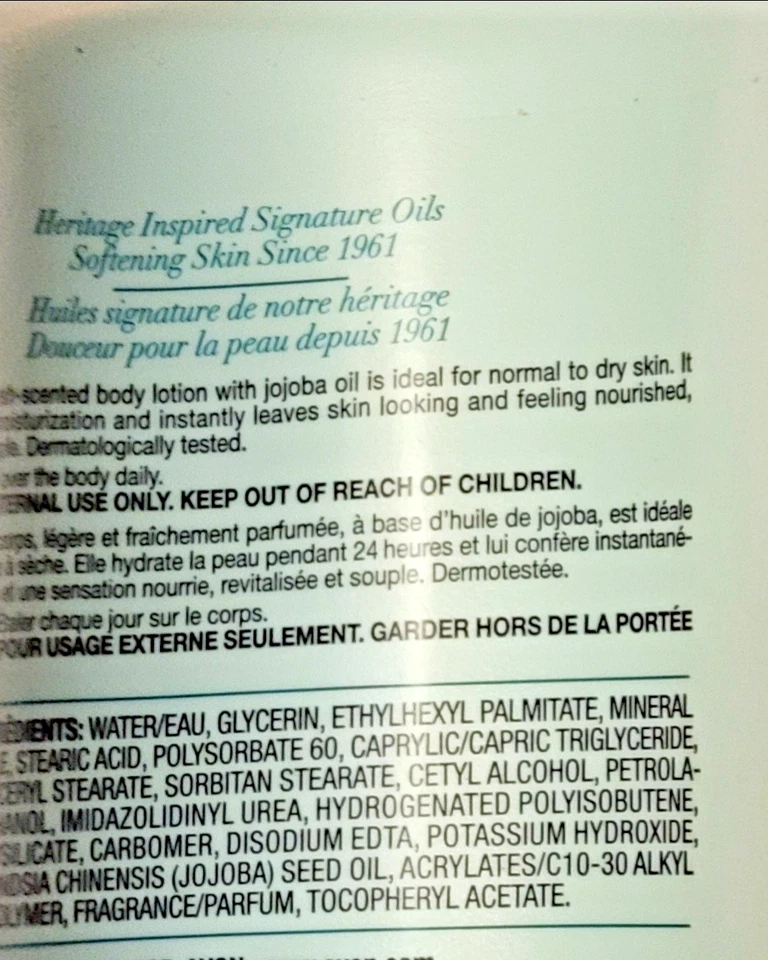 Heritage Inspired Signature Oils
Softening Skin Since 1961
Huiles signature de notre héritage
Douceur pour la peau depuis 1961
scented body lotion with jojoba oil is ideal for normal to dry skin. It
and instantly leaves skin looking and feeling nourished,
Dermatologically tested.
the body daily.
USE ONLY. KEEP OUT OF REACH OF CHILDREN.
légère et fraîchement parfumée, à base d'huile de jojoba, est idéale
à sèche. Elle hydrate la peau pendant 24 heures et lui confère instantané-
et une sensation nourrie, revitalisée et souple. Dermotestée.
chaque jour sur le corps.
POUR USAGE EXTERNE SEULEMENT. GARDER HORS DE LA PORTÉE
WATER/EAU, GLYCERIN, ETHYLHEXYL PALMITATE, MINERAL
STEARIC ACID, POLYSORBATE 60, CAPRYLIC/CAPRIC TRIGLYCERIDE,
STEARATE, SORBITAN STEARATE, CETYL ALCOHOL, PETROLA-
IMIDAZOLIDINYL UREA, HYDROGENATED POLYISOBUTENE,
CARBOMER, DISODIUM EDTA, POTASSIUM HYDROXIDE,
CHINENSIS (JOJOBA) SEED OIL, ACRYLATES/C10-30 ALKYL
FRAGRANCE/PARFUM, TOCOPHERYL ACETATE.